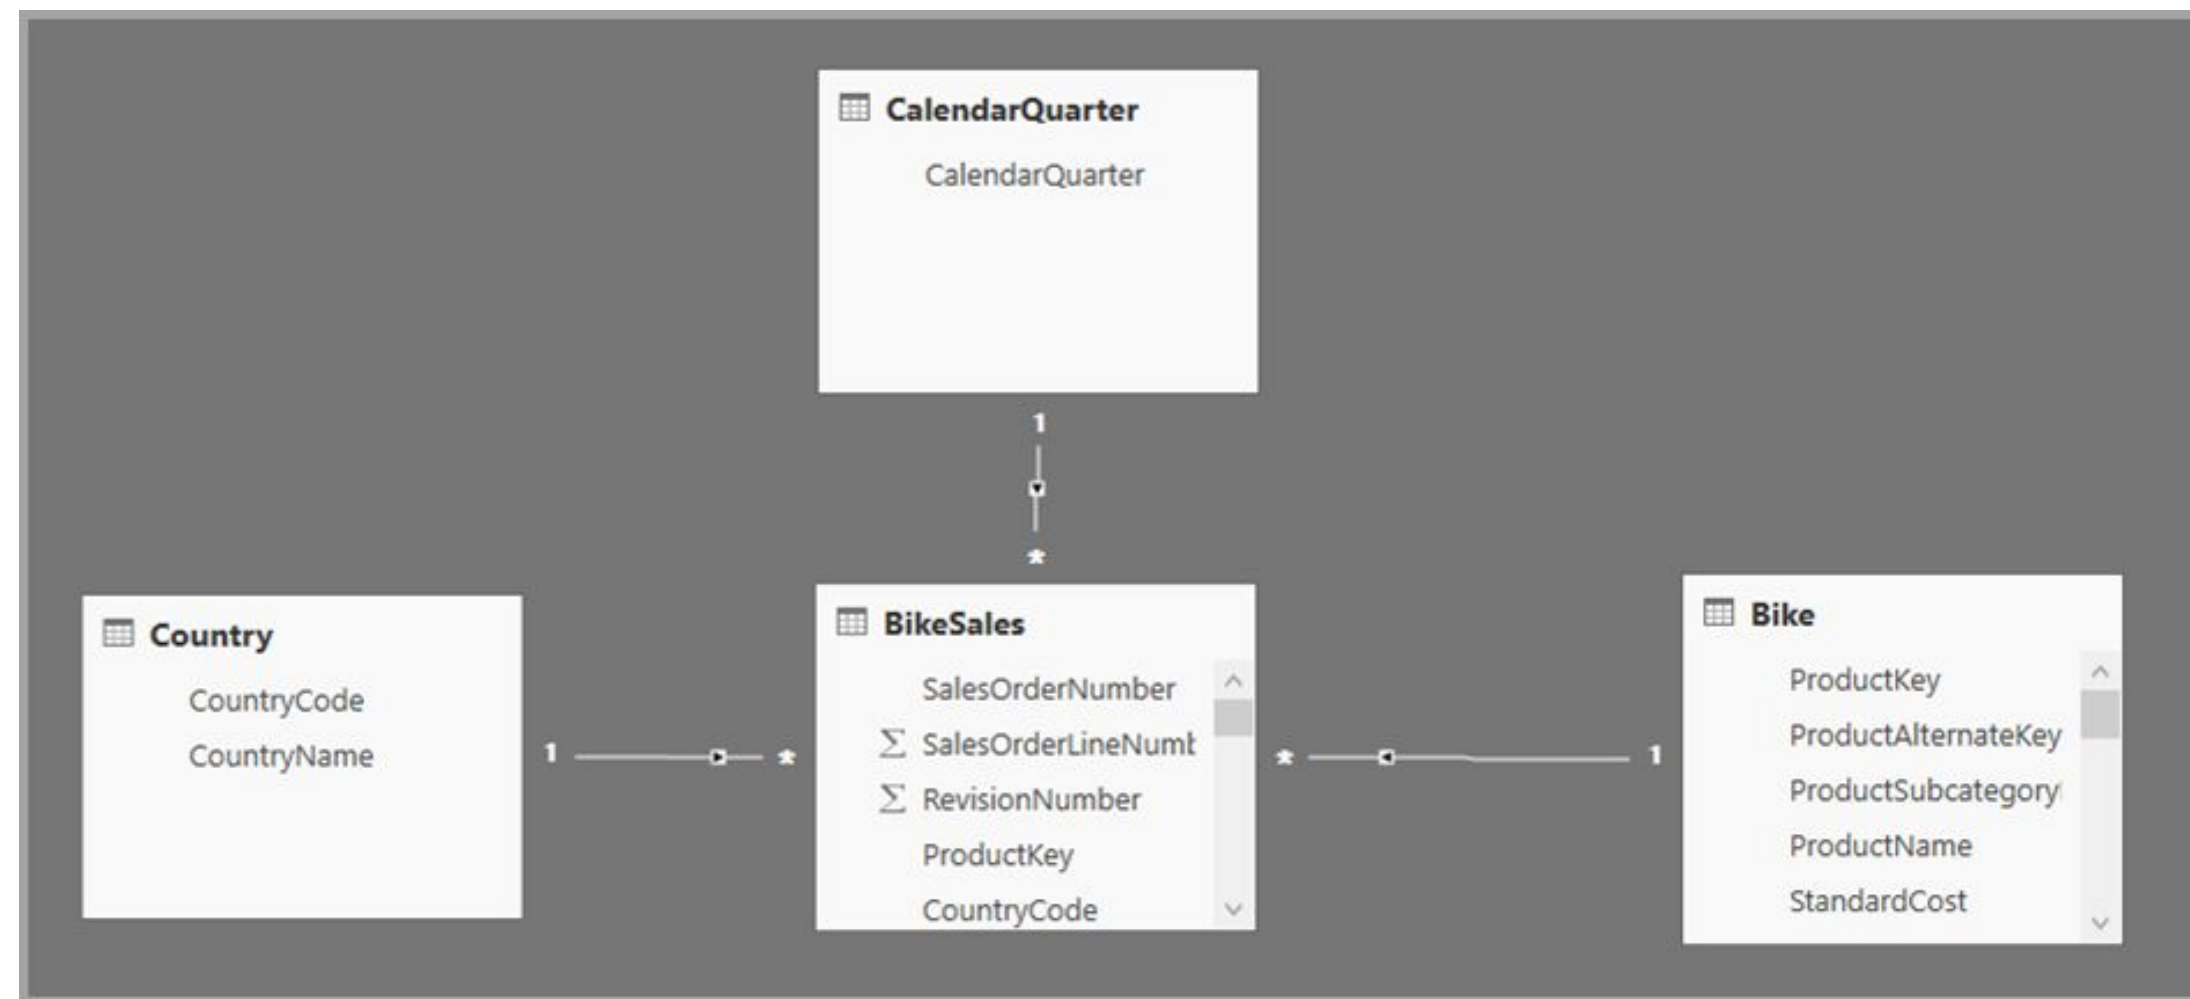 CalendarQuarter
CalendarQuarter
1
*
Country
CountryCode
CountryName
1
*
BikeSales
SalesOrderNumber
Σ SalesOrderLineNumb
Σ RevisionNumber
ProductKey
CountryCode
*
1
Bike
ProductKey
ProductAlternateKey
ProductSubcategory
ProductName
StandardCost